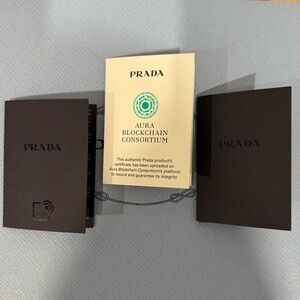 PRADA
PRADA
AURA
BLOCKCHAIN
CONSORTIUM
This authentic Prada product's
certificate has been uploaded on
Aura Blockchain Consortium's platform
to record and guarantee its integrity
PRADA